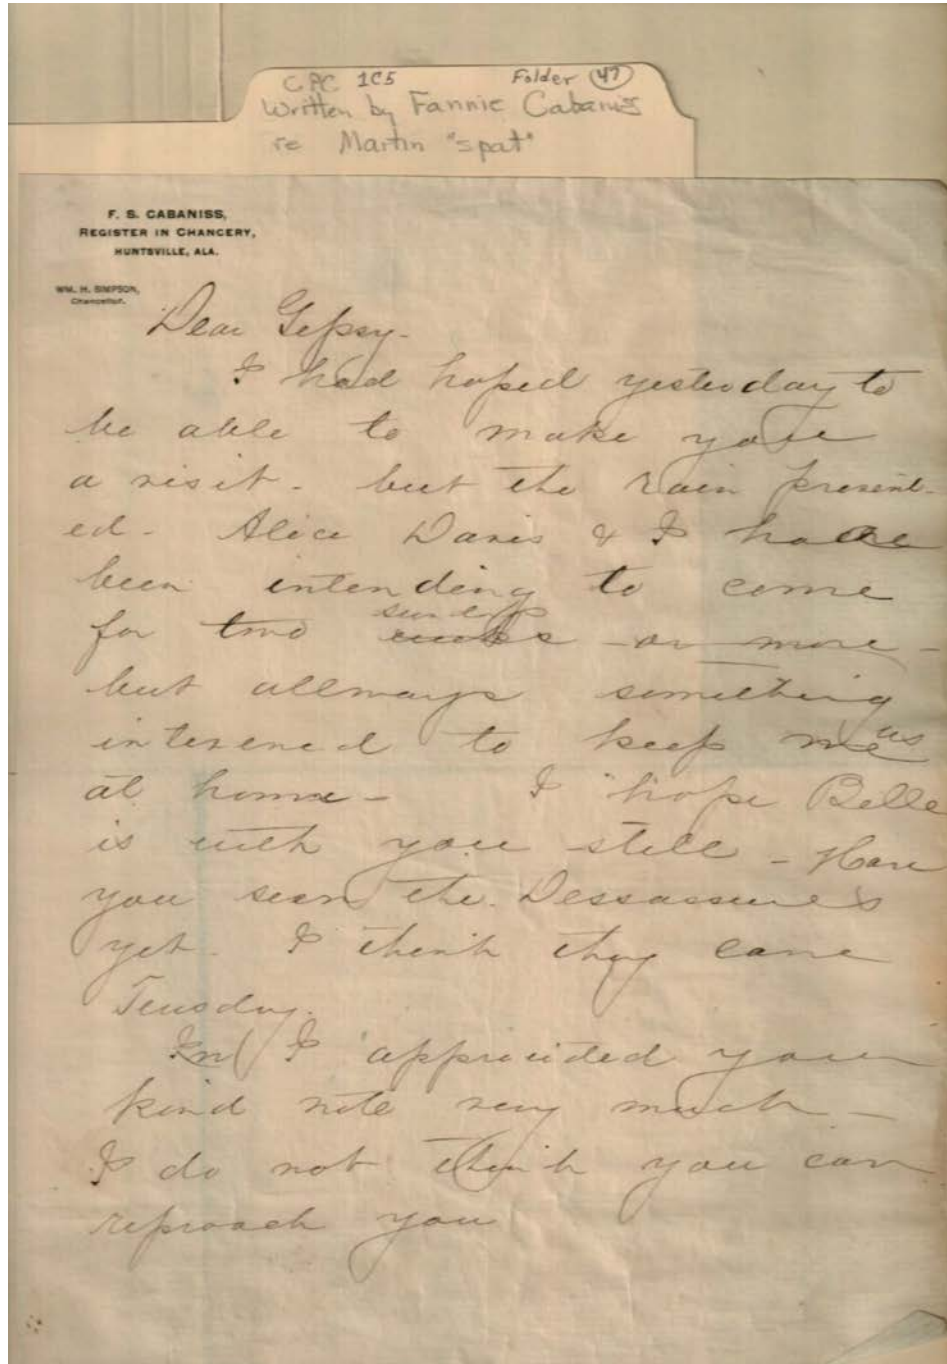 CPC 1C5 Folder 47
Written by Fannie Cabaniss
re Martin "spat"
F. S. CABANISS,
REGISTER IN CHANCERY,
HUNTSVILLE, ALA.
WM. H. SIMPSON,
Chancellor.
Dear Gipsy-
I had hoped yesterday to
be able to make you
a visit - but the rain prevent-
ed - Alice Davis & I have
been intending to come
for two weeks - or more -
but allways something
intervened to keep me us
at home - I hope Belle
is with you still - Have
you seen the Dessassures
yet. I think they came
Teusday.
I appreciated your
kind note very much -
I do not think you can
reproach you